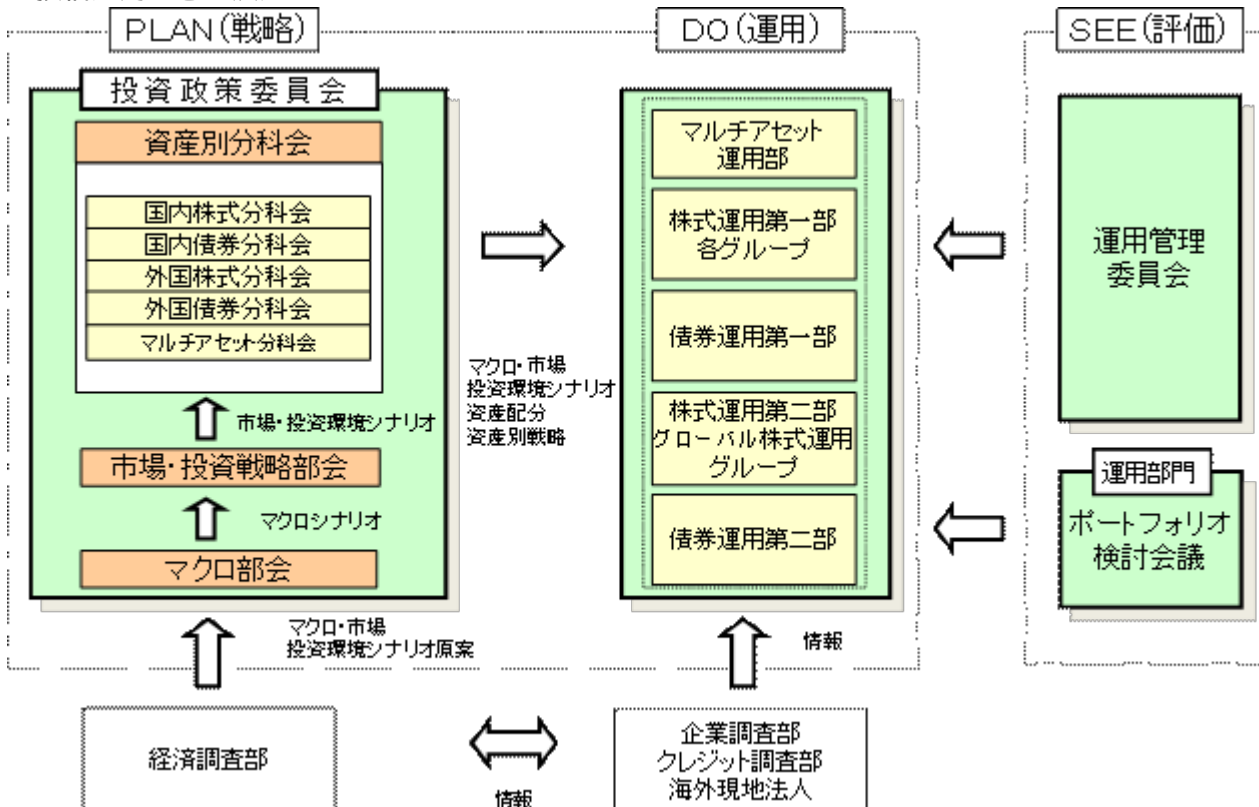 PLAN(戦略)
DO(運用)
SEE(評価)
投資政策委員会
資産別分科会
国内株式分科会
国内債券分科会
外国株式分科会
外国債券分科会
マルチアセット分科会
市場・投資環境シナリオ
市場・投資戦略部会
マクロシナリオ
マクロ部会
マクロ・市場
投資環境シナリオ
資産配分
資産別戦略
マルチアセット
運用部
株式運用第一部
各グループ
債券運用第一部
株式運用第二部
グローバル株式運用
グループ
債券運用第二部
運用管理
委員会
運用部門
ポートフォリオ
検討会議
マクロ・市場
投資環境シナリオ原案
情報
経済調査部
情報
企業調査部
クレジット調査部
海外現地法人